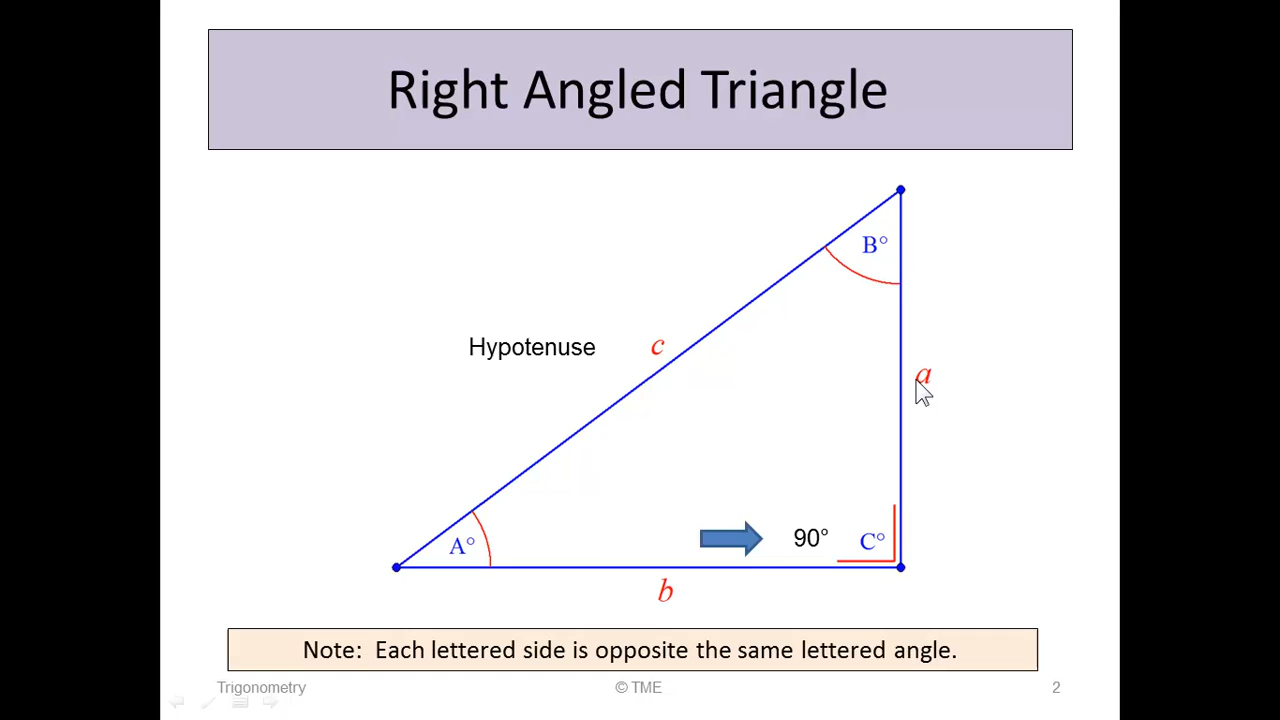 Right Angled Triangle
B°
Hypotenuse
c
a
90°
C°
A°
b
Note: Each lettered side is opposite the same lettered angle.
Trigonometry
© TME
2